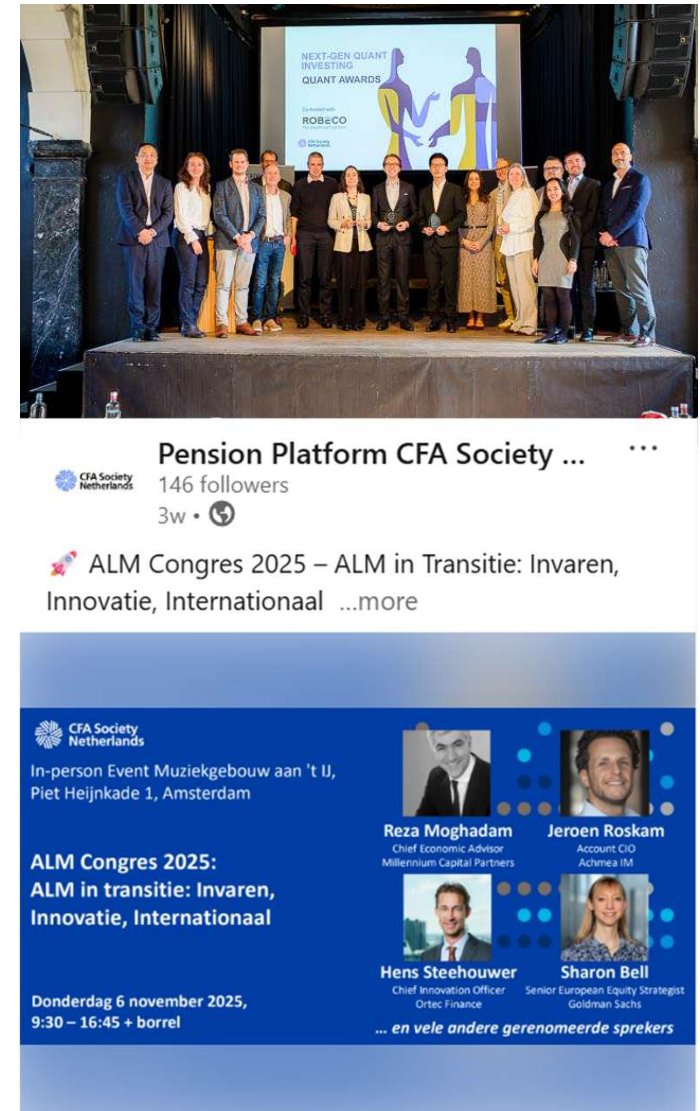 NEXT-GEN QUANT
INVESTING
QUANT AWARDS
ROBECO
CFA Society
Netherlands
Pension Platform CFA Society ...
...
CFA Society
Netherlands
146 followers
3w •
ALM Congres 2025 – ALM in Transitie: Invaren,
Innovatie, Internationaal ...more
CFA Society
Netherlands
In-person Event Muziekgebouw aan 't IJ,
Piet Heijnkade 1, Amsterdam
ALM Congres 2025:
ALM in transitie: Invaren,
Innovatie, Internationaal
Donderdag 6 november 2025,
9:30 – 16:45 + borrel
Reza Moghadam
Chief Economic Advisor
Millennium Capital Partners
Jeroen Roskam
Account CIO
Achmea IM
Hens Steehouwer
Chief Innovation Officer
Ortec Finance
Sharon Bell
Senior European Equity Strategist
Goldman Sachs
... en vele andere gerenomeerde sprekers